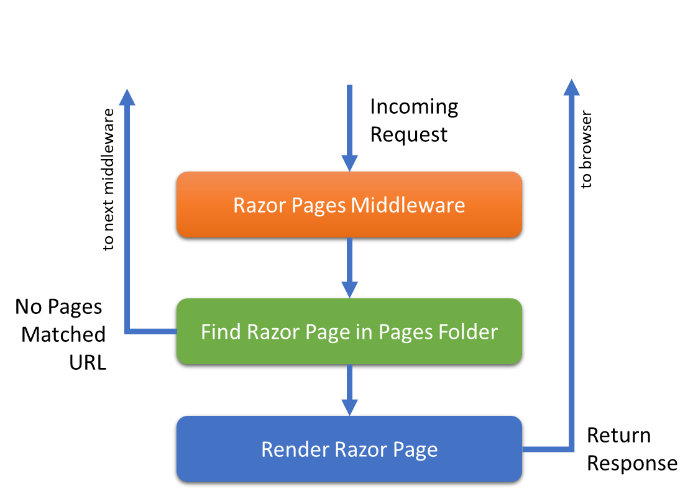 Incoming
Request
to next middleware
to browser
Razor Pages Middleware
No Pages
Matched
URL
Find Razor Page in Pages Folder
Render Razor Page
Return
Response